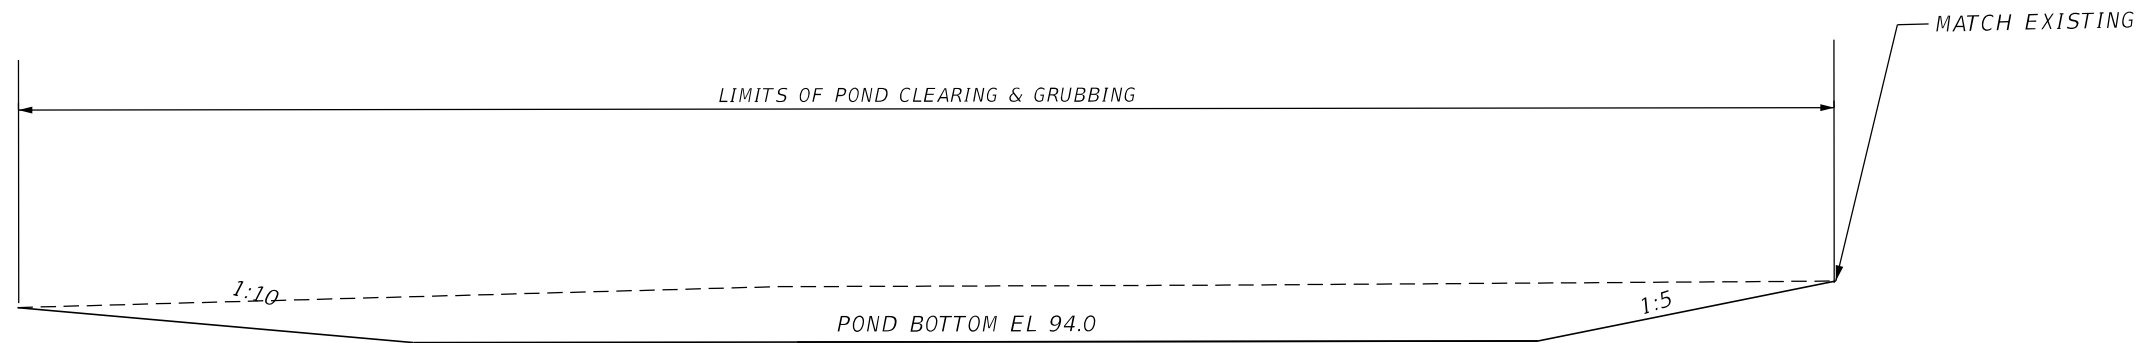 MATCH EXISTING
LIMITS OF POND CLEARING & GRUBBING
1:10
1:5
POND BOTTOM EL 94.0